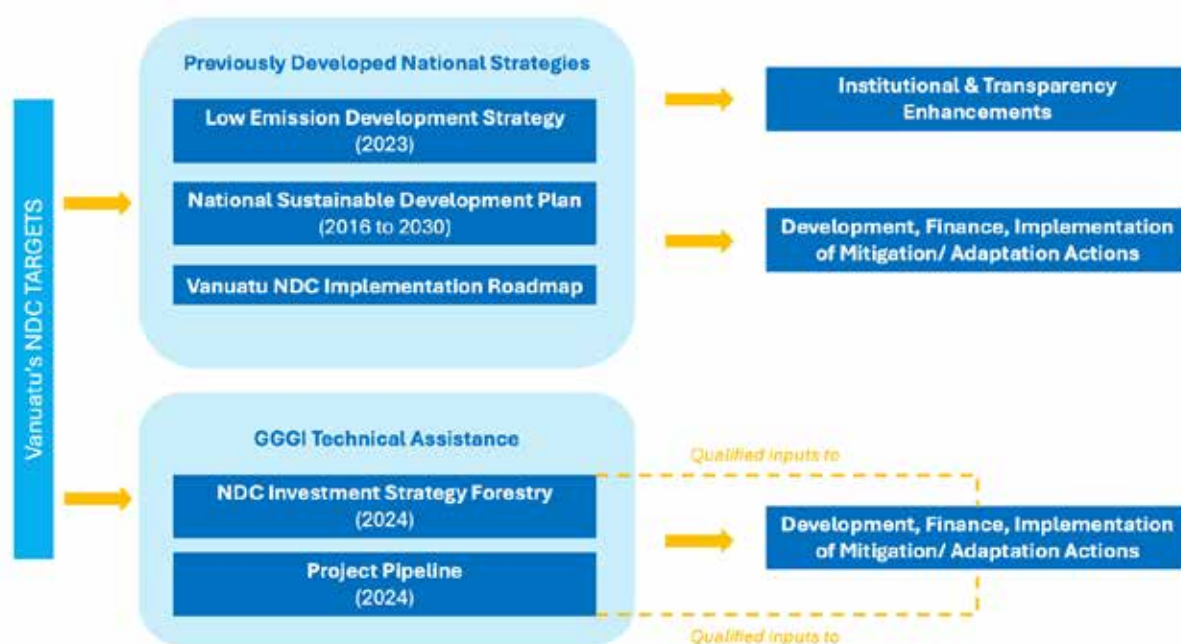 Vanuatu's NDC TARGETS
Previously Developed National Strategies
Low Emission Development Strategy
(2023)
National Sustainable Development Plan
(2016 to 2030)
Vanuatu NDC Implementation Roadmap
Institutional & Transparency
Enhancements
Development, Finance, Implementation
of Mitigation/ Adaptation Actions
GGGI Technical Assistance
NDC Investment Strategy Forestry
(2024)
Project Pipeline
(2024)
Qualified inputs to
Development, Finance, Implementation
of Mitigation/ Adaptation Actions
Qualified inputs to